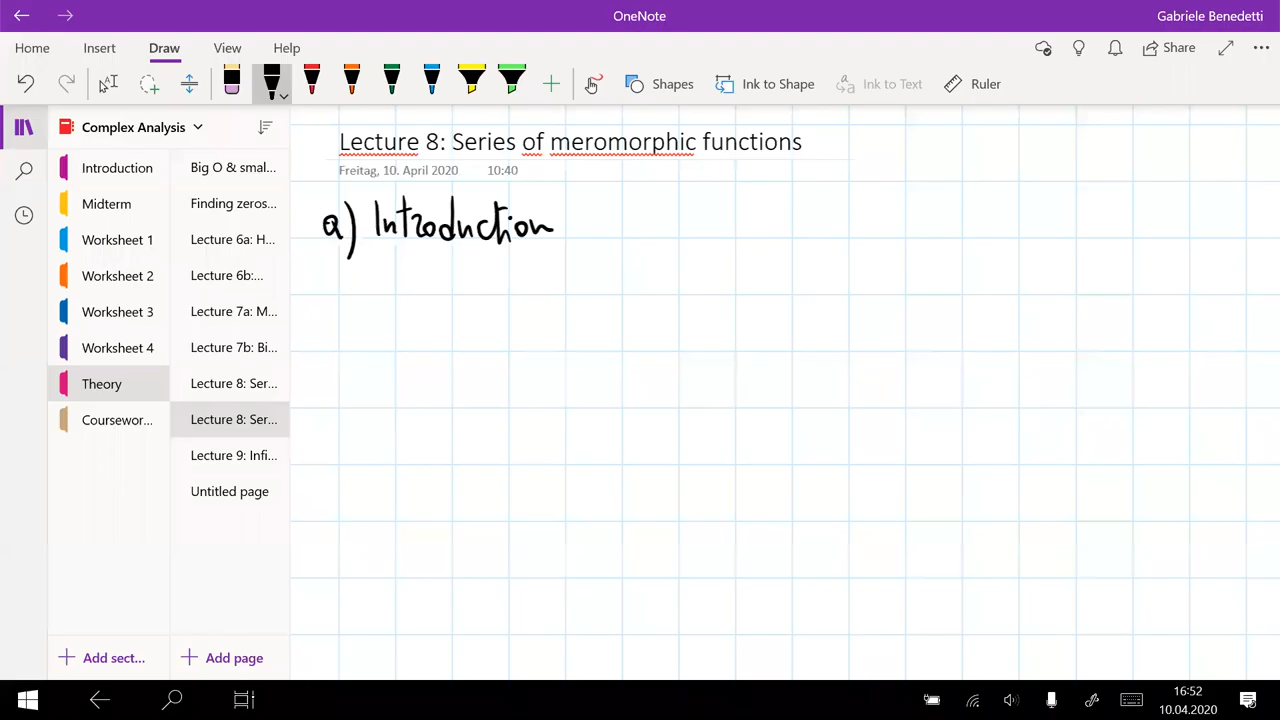 OneNote
Gabriele Benedetti
Home Insert Draw View Help
Share
Shapes Ink to Shape Ink to Text Ruler
Complex Analysis
Introduction
Midterm
Worksheet 1
Worksheet 2
Worksheet 3
Worksheet 4
Theory
Coursewor...
Big O & smal...
Finding zeros...
Lecture 6a: H...
Lecture 6b:...
Lecture 7a: M...
Lecture 7b: Bi...
Lecture 8: Ser...
Lecture 8: Ser...
Lecture 9: Infi...
Untitled page
Add sect...
Add page
Lecture 8: Series of meromorphic functions
Freitag, 10. April 2020 10:40
a) Introduction
16:52
10.04.2020